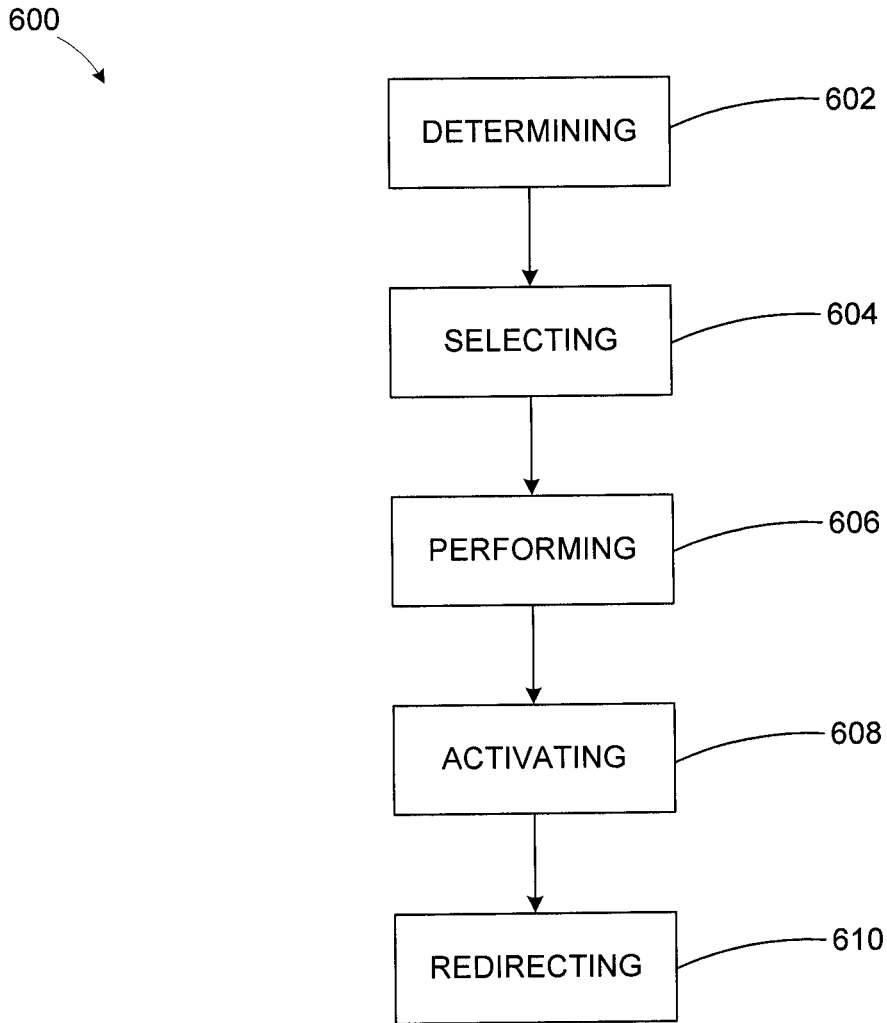 600
602
DETERMINING
604
SELECTING
606
PERFORMING
608
ACTIVATING
610
REDIRECTING